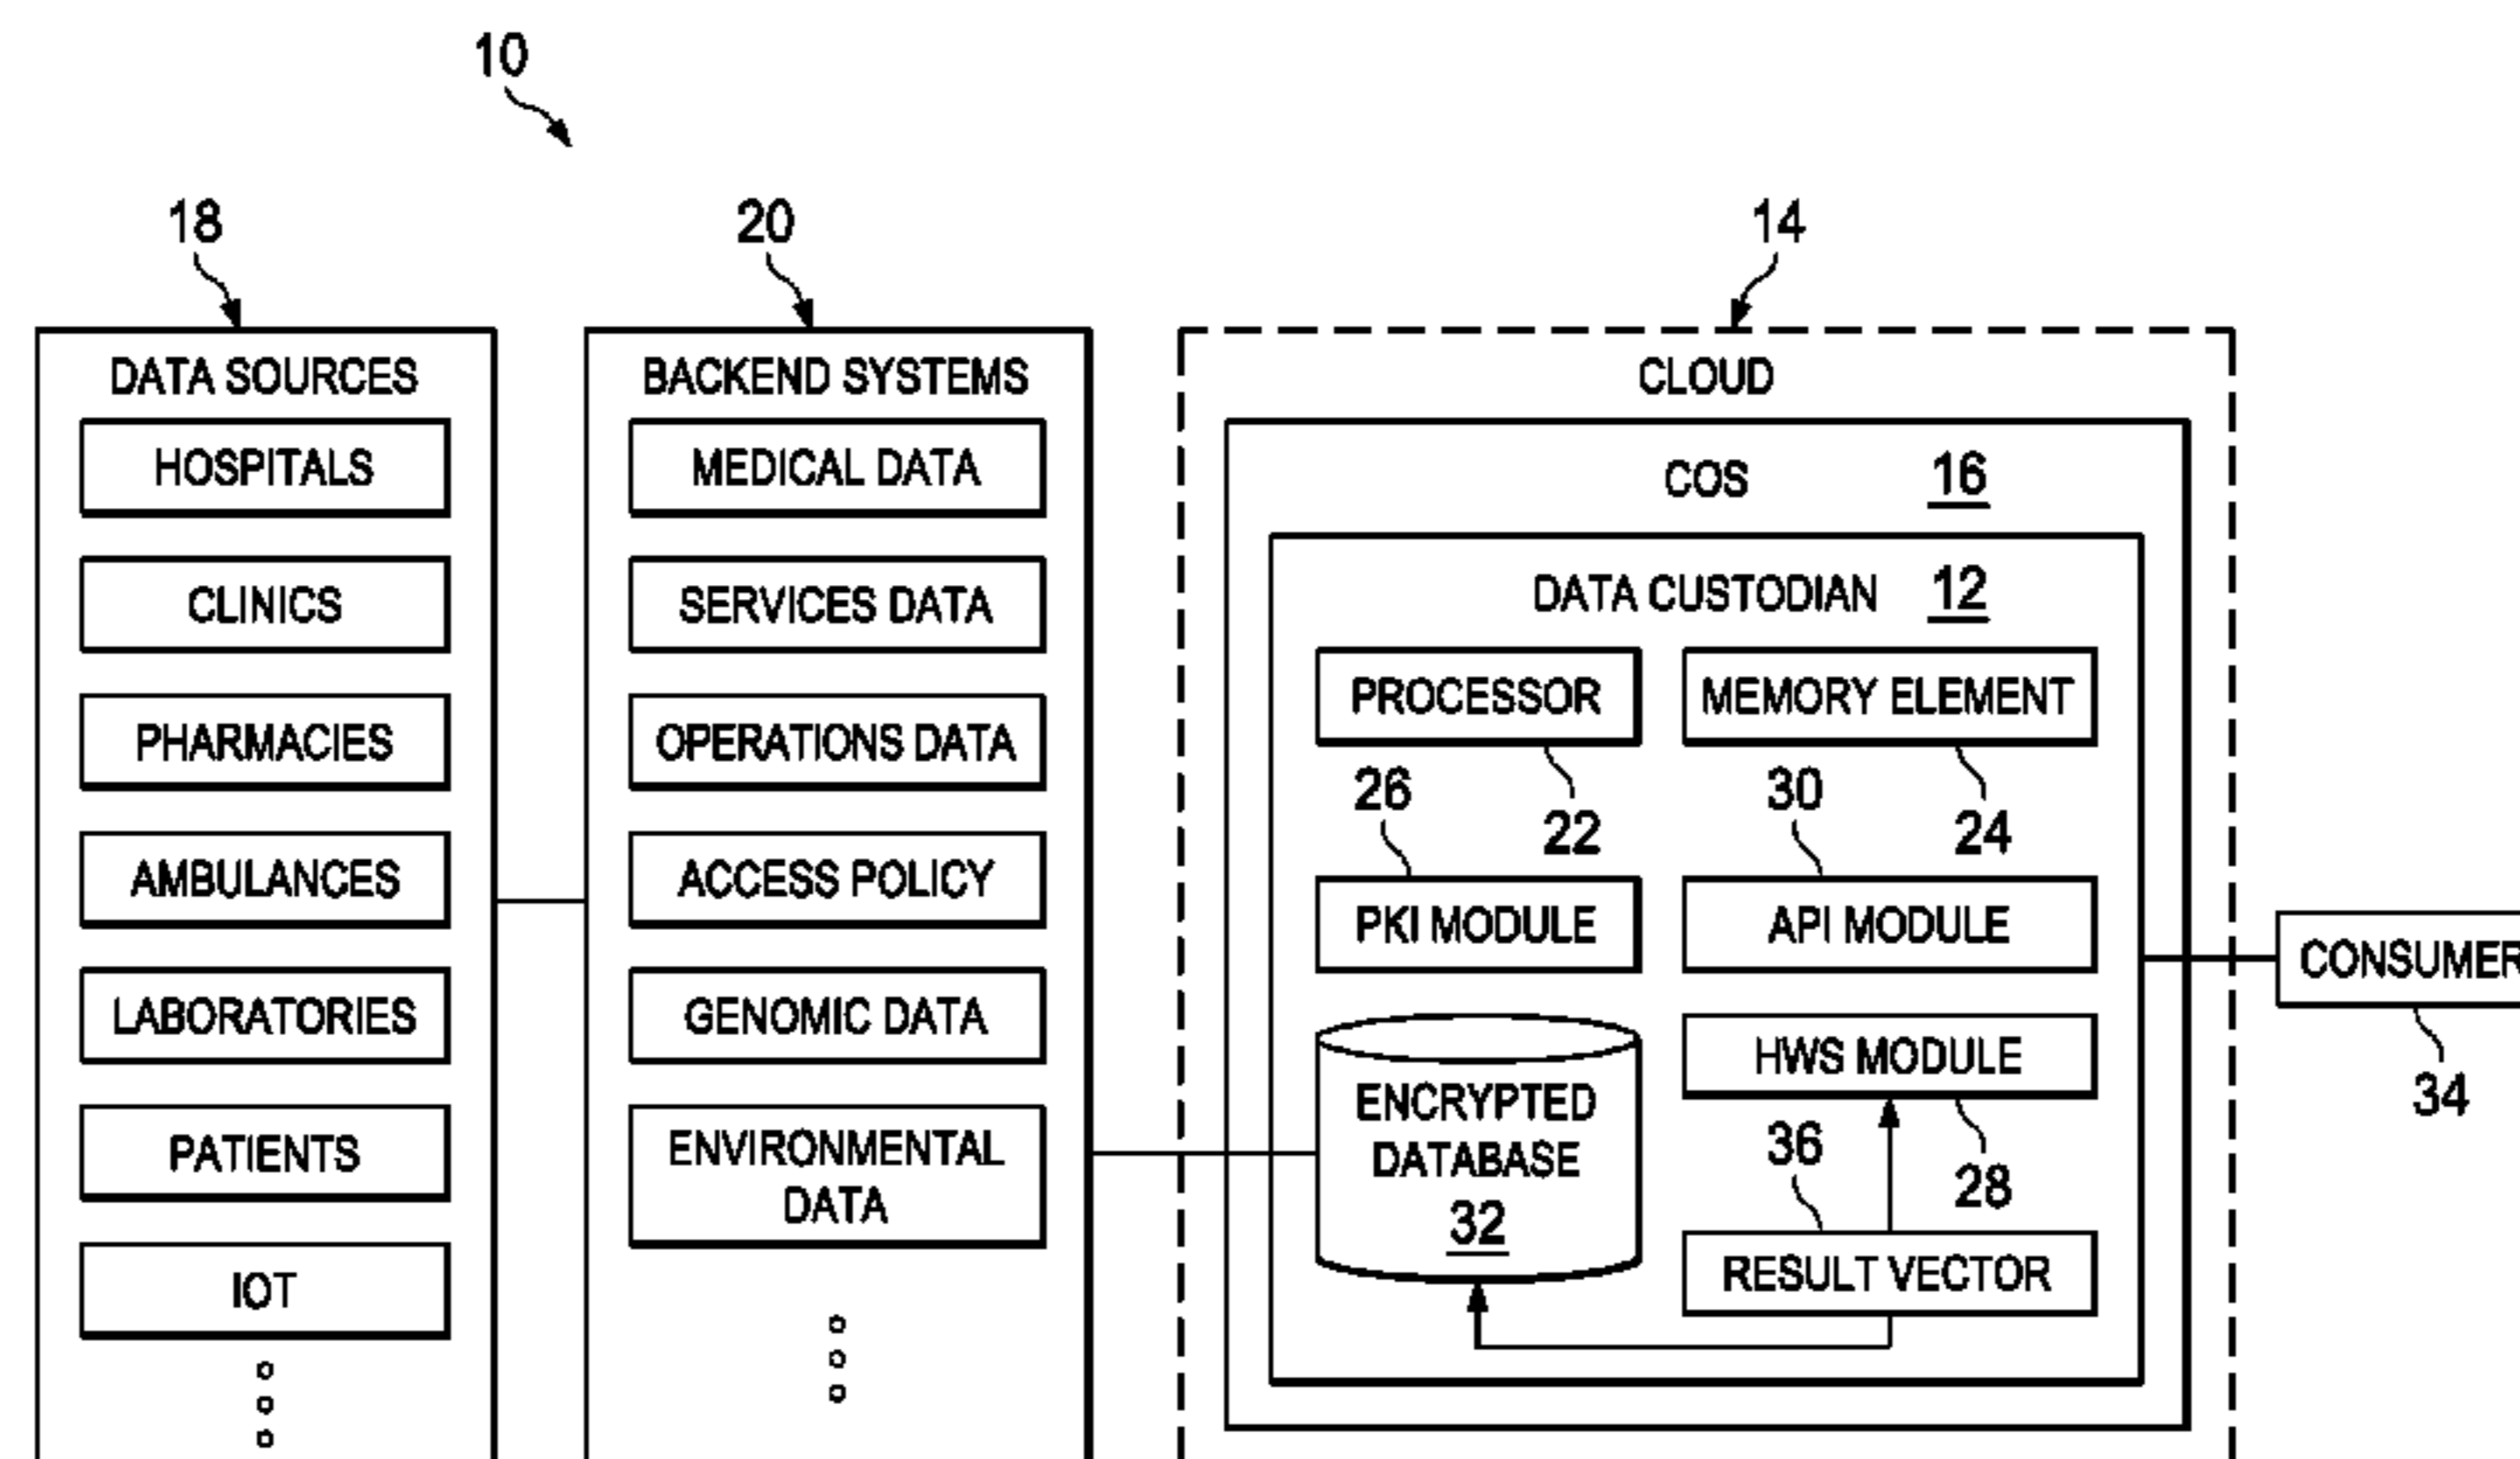 10
18
20
14
DATA SOURCES
HOSPITALS
CLINICS
PHARMACIES
AMBULANCES
LABORATORIES
PATIENTS
IOT
BACKEND SYSTEMS
MEDICAL DATA
SERVICES DATA
OPERATIONS DATA
ACCESS POLICY
GENOMIC DATA
ENVIRONMENTAL
DATA
CLOUD
COS 16
DATA CUSTODIAN 12
PROCESSOR
22
MEMORY ELEMENT
24
26
PKI MODULE
30
API MODULE
ENCRYPTED
DATABASE
32
HWS MODULE
28
36
RESULT VECTOR
CONSUMER
34